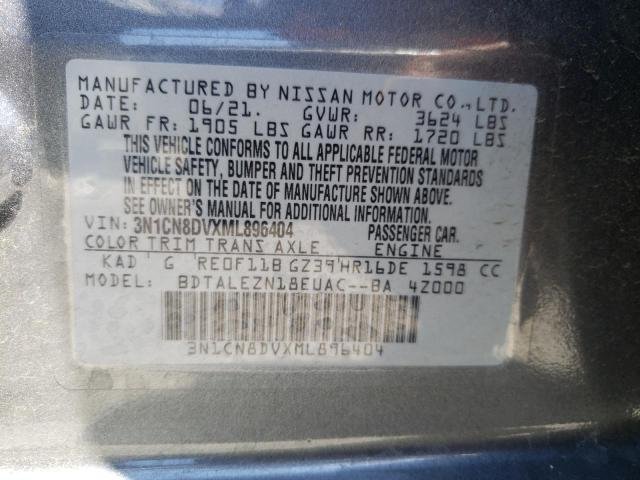 MANUFACTURED BY NISSAN MOTOR CO., LTD.
DATE: 06/21. GVWR: 3624 LBS
GAWR FR: 1905 LBS GAWR RR: 1720 LBS
THIS VEHICLE CONFORMS TO ALL APPLICABLE FEDERAL MOTOR
VEHICLE SAFETY, BUMPER AND THEFT PREVENTION STANDARDS
IN EFFECT ON THE DATE OF MANUFACTURE SHOWN ABOVE.
SEE OWNER'S MANUAL FOR ADDITIONAL INFORMATION.
VIN: 3N1CN8DVXML896404 PASSENGER CAR.
COLOR TRIM TRANS AXLE ENGINE
KAD G RE0F11B GZ39 HR16DE 1598 CC
MODEL: BDTALEZN18EUAC--BA 4Z000
3N1CN8DVXML896404